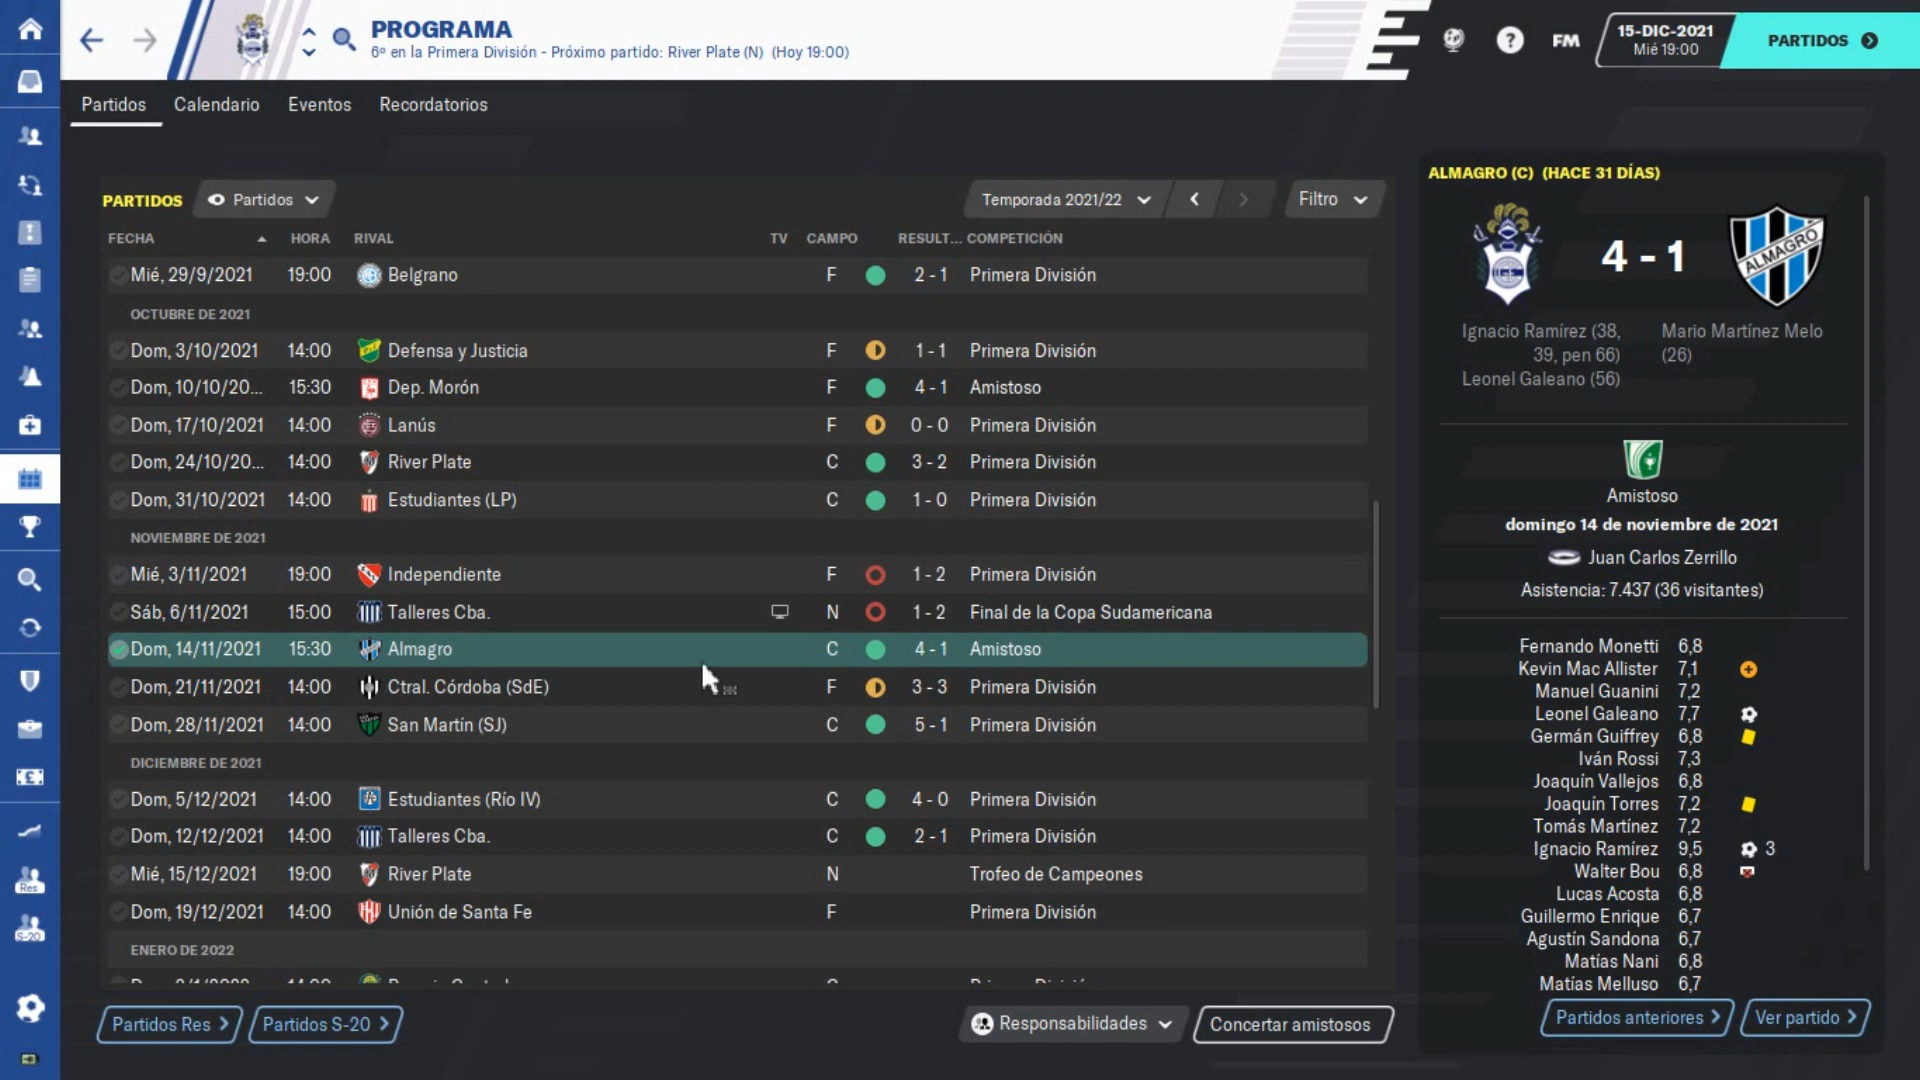 PROGRAMA
6º en la Primera División - Próximo partido: River Plate (N) (Hoy 19:00)
FM
15-DIC-2021
Mié 19:00
PARTIDOS
Partidos Calendario Eventos Recordatorios
PARTIDOS Partidos Temporada 2021/22 Filtro
FECHA HORA RIVAL TV CAMPO RESULT... COMPETICIÓN
Mié, 29/9/2021 19:00 Belgrano F 2 - 1 Primera División
OCTUBRE DE 2021
Dom, 3/10/2021 14:00 Defensa y Justicia F 1 - 1 Primera División
Dom, 10/10/20... 15:30 Dep. Morón F 4 - 1 Amistoso
Dom, 17/10/2021 14:00 Lanús F 0 - 0 Primera División
Dom, 24/10/20... 14:00 River Plate C 3 - 2 Primera División
Dom, 31/10/2021 14:00 Estudiantes (LP) C 1 - 0 Primera División
NOVIEMBRE DE 2021
Mié, 3/11/2021 19:00 Independiente F 1 - 2 Primera División
Sáb, 6/11/2021 15:00 Talleres Cba. N 1 - 2 Final de la Copa Sudamericana
Dom, 14/11/2021 15:30 Almagro C 4 - 1 Amistoso
Dom, 21/11/2021 14:00 Ctral. Córdoba (SdE) F 3 - 3 Primera División
Dom, 28/11/2021 14:00 San Martín (SJ) C 5 - 1 Primera División
DICIEMBRE DE 2021
Dom, 5/12/2021 14:00 Estudiantes (Río IV) C 4 - 0 Primera División
Dom, 12/12/2021 14:00 Talleres Cba. C 2 - 1 Primera División
Mié, 15/12/2021 19:00 River Plate N Trofeo de Campeones
Dom, 19/12/2021 14:00 Unión de Santa Fe F Primera División
ENERO DE 2022
Partidos Res Partidos S-20 Responsabilidades Concertar amistosos
ALMAGRO (C) (HACE 31 DÍAS)
4 - 1
ALMAGRO
Ignacio Ramírez (38,
39, pen 66)
Leonel Galeano (56)
Mario Martínez Melo
(26)
Amistoso
domingo 14 de noviembre de 2021
Juan Carlos Zerrillo
Asistencia: 7.437 (36 visitantes)
Fernando Monetti 6,8
Kevin Mac Allister 7,1
Manuel Guanini 7,2
Leonel Galeano 7,7
Germán Guiffrey 6,8
Iván Rossi 7,3
Joaquín Vallejos 6,8
Joaquín Torres 7,2
Tomás Martínez 7,2
Ignacio Ramírez 9,5 3
Walter Bou 6,8
Lucas Acosta 6,8
Guillermo Enrique 6,7
Agustín Sandona 6,7
Matías Nani 6,8
Matías Melluso 6,7
Partidos anteriores Ver partido
Res
S-20